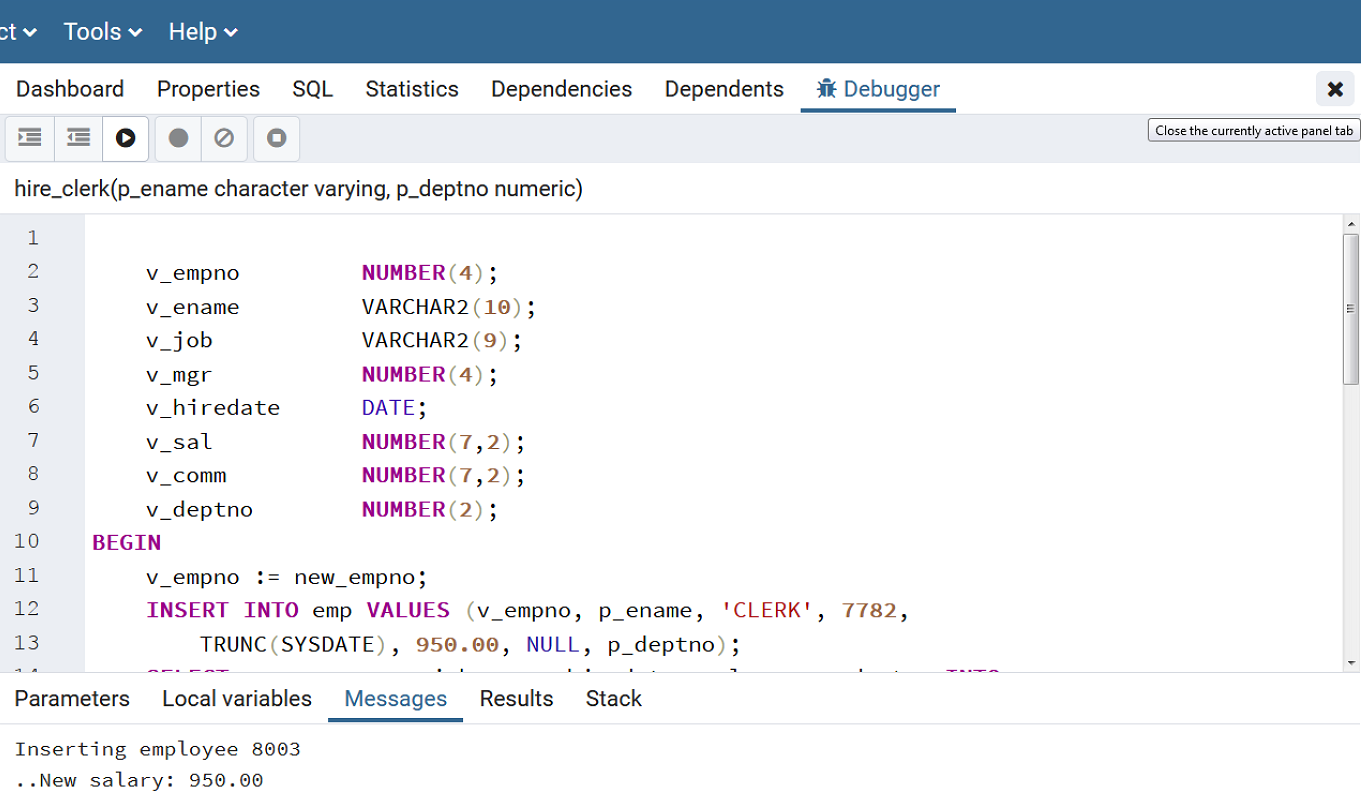 ct Tools Help
Dashboard Properties SQL Statistics Dependencies Dependents Debugger
Close the currently active panel tab
hire_clerk(p_ename character varying, p_deptno numeric)
1
2 v_empno NUMBER(4);
3 v_ename VARCHAR2(10);
4 v_job VARCHAR2(9);
5 v_mgr NUMBER(4);
6 v_hiredate DATE;
7 v_sal NUMBER(7,2);
8 v_comm NUMBER(7,2);
9 v_deptno NUMBER(2);
10 BEGIN
11 v_empno := new_empno;
12 INSERT INTO emp VALUES (v_empno, p_ename, 'CLERK', 7782,
13 TRUNC(SYSDATE), 950.00, NULL, p_deptno);
Parameters Local variables Messages Results Stack
Inserting employee 8003
..New salary: 950.00